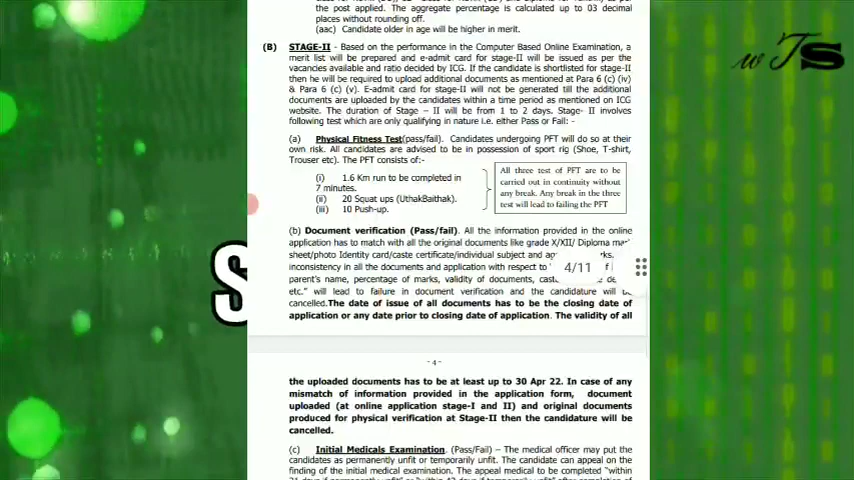 the post applied. The aggregate percentage is calculated up to 03 decimal
places without rounding off.
(aac) Candidate older in age will be higher in merit.
(B) STAGE-II - Based on the performance in the Computer Based Online Examination, a
merit list will be prepared and e-admit card for stage-II will be issued as per the
vacancies available and ratio decided by ICG. If the candidate is shortlisted for stage-II
then he will be required to upload additional documents as mentioned at Para 6 (c) (iv)
& Para 6 (c) (v). E-admit card for stage-II will not be generated till the additional
documents are uploaded by the candidates within a time period as mentioned on ICG
website. The duration of Stage – II will be from 1 to 2 days. Stage- II involves
following test which are only qualifying in nature i.e. either Pass or Fail: -
(a) Physical Fitness Test(pass/fail). Candidates undergoing PFT will do so at their
own risk. All candidates are advised to be in possession of sport rig (Shoe, T-shirt,
Trouser etc). The PFT consists of:-
(i) 1.6 Km run to be completed in
7 minutes.
(ii) 20 Squat ups (UthakBaithak).
(iii) 10 Push-up.
All three test of PFT are to be
carried out in continuity without
any break. Any break in the three
test will lead to failing the PFT
(b) Document verification (Pass/fail). All the information provided in the online
application has to match with all the original documents like grade X/XII/ Diploma
sheet/photo Identity card/caste certificate/individual subject and
inconsistency in all the documents and application with respect to
parent's name, percentage of marks, validity of documents,
etc." will lead to failure in document verification and the candidature will
cancelled.The date of issue of all documents has to be the closing date of
application or any date prior to closing date of application. The validity of all
4/11
S
wTS
- 4 -
the uploaded documents has to be at least up to 30 Apr 22. In case of any
mismatch of information provided in the application form, document
uploaded (at online application stage-I and II) and original documents
produced for physical verification at Stage-II then the candidature will be
cancelled.
(c) Initial Medicals Examination. (Pass/Fail) – The medical officer may put the
candidates as permanently unfit or temporarily unfit. The candidate can appeal on the
finding of the initial medical examination. The appeal medical to be completed "within